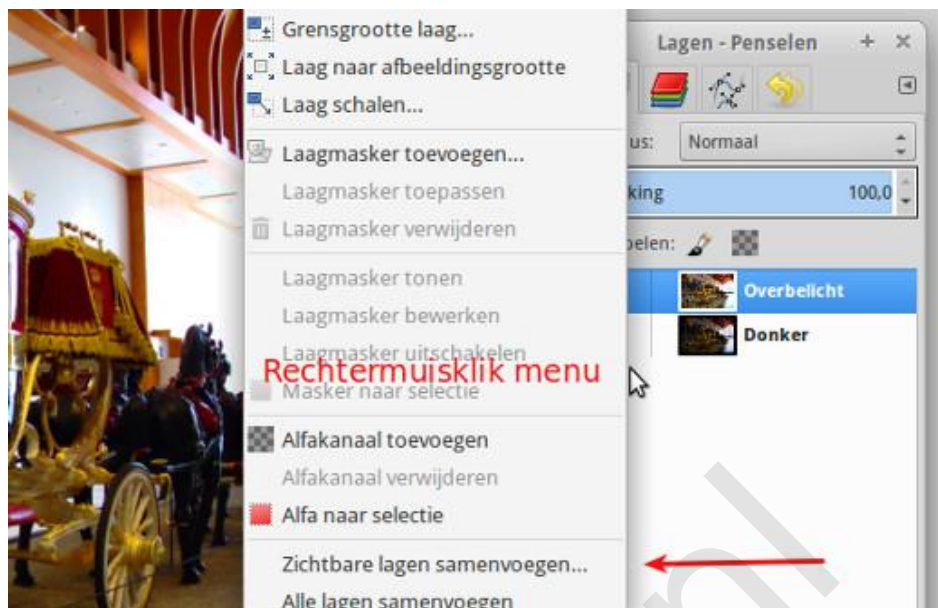 Grensgrootte laag...
Laag naar afbeeldingsgrootte
Laag schalen...
Laagmasker toevoegen...
Laagmasker toepassen
Laagmasker verwijderen
Laagmasker tonen
Laagmasker bewerken
Laagmasker uitschakelen
Rechtermuisklik menu
Masker naar selectie
Alfakanaal toevoegen
Alfakanaal verwijderen
Alfa naar selectie
Zichtbare lagen samenvoegen...
Alle lagen samenvoegen
Lagen - Penselen
us: Normaal
king 100,0
pelen:
Overbelicht
Donker